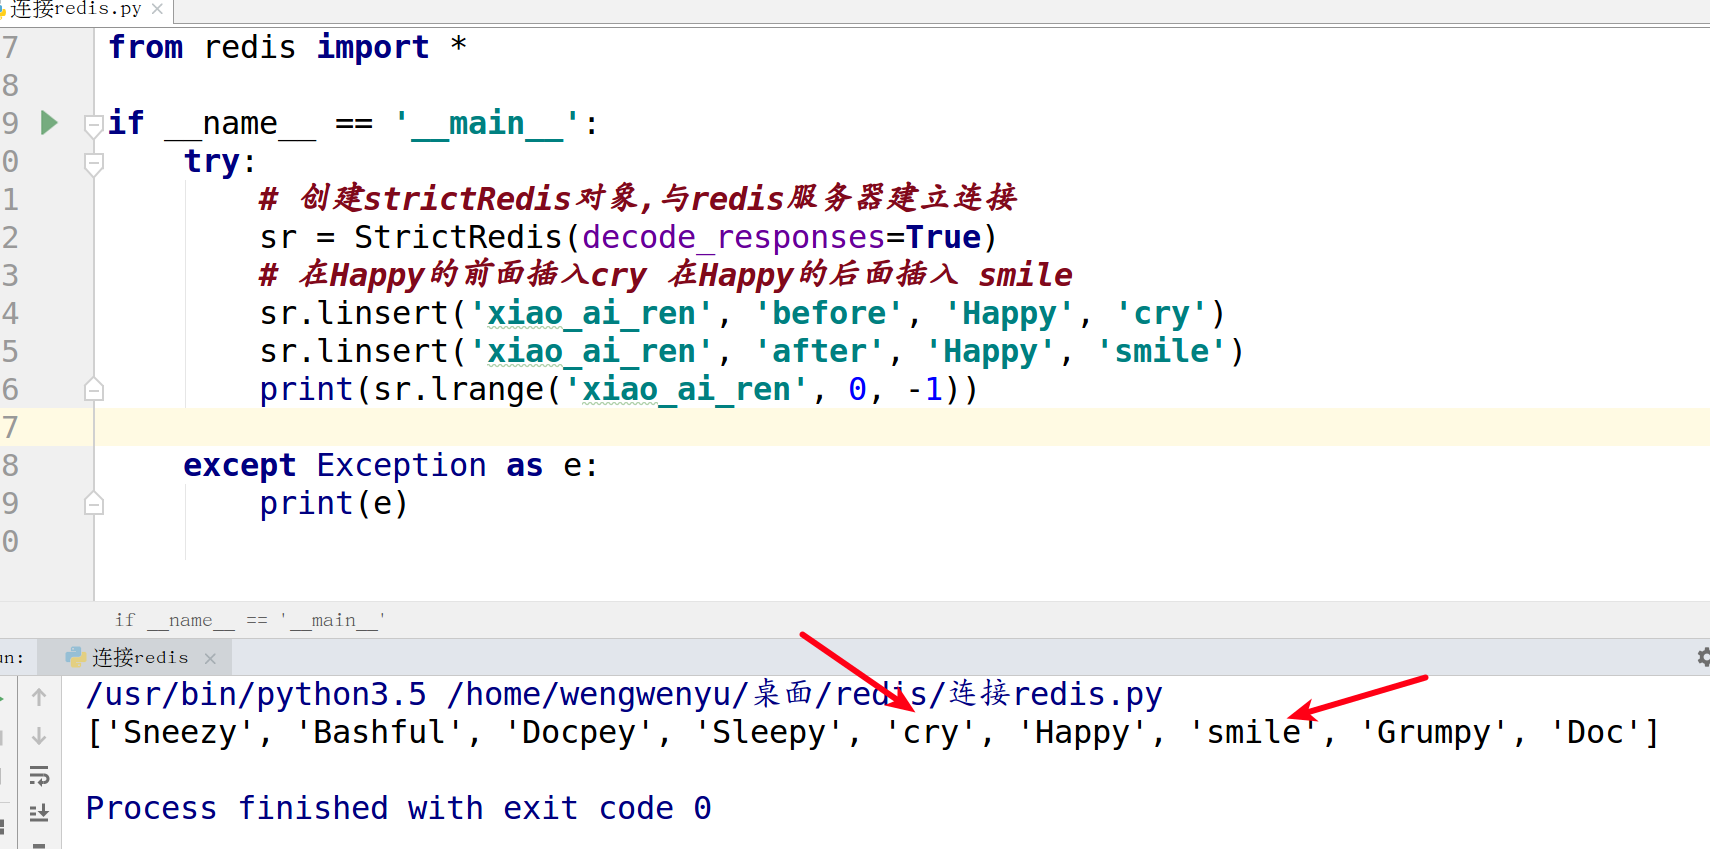 连接redis.py ×
7 from redis import *
8
9 if __name__ == '__main__':
0 try:
1 # 创建strictRedis对象,与redis服务器建立连接
2 sr = StrictRedis(decode_responses=True)
3 # 在Happy的前面插入cry 在Happy的后面插入 smile
4 sr.linsert('xiao_ai_ren', 'before', 'Happy', 'cry')
5 sr.linsert('xiao_ai_ren', 'after', 'Happy', 'smile')
6 print(sr.lrange('xiao_ai_ren', 0, -1))
7
8 except Exception as e:
9 print(e)
0
if __name__ == '__main__'
un: 连接redis ×
/usr/bin/python3.5 /home/wengwenyu/桌面/redis/连接redis.py
['Sneezy', 'Bashful', 'Docpey', 'Sleepy', 'cry', 'Happy', 'smile', 'Grumpy', 'Doc']
Process finished with exit code 0